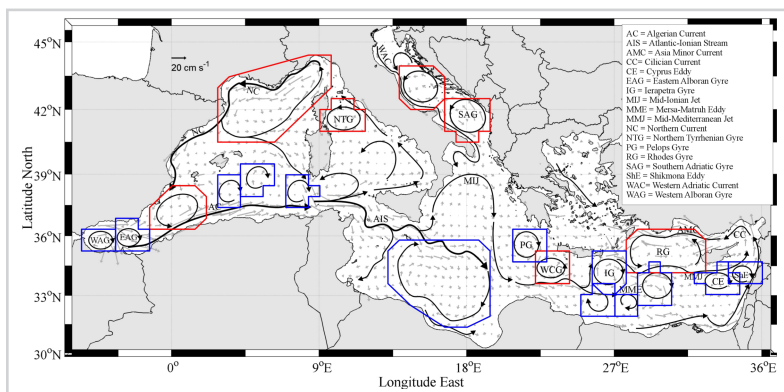 45°N
42°N
39°N
36°N
33°N
30°N
Latitude North
0°
9°E
18°E
27°E
36°E
Longitude East
20 cm s⁻¹
WAC
NC
NTG
SAG
NC
MIJ
AIS
WAG
EAG
PG
WCG
IG
MME
RG
AMC
CC
MMJ
CE
ShE
AC = Algerian Current
AIS = Atlantic-Ionian Stream
AMC = Asia Minor Current
CC= Cilician Current
CE = Cyprus Eddy
EAG = Eastern Alboran Gyre
IG = Ierapetra Gyre
MIJ = Mid-Ionian Jet
MME = Mersa-Matruh Eddy
MMJ = Mid-Mediterranean Jet
NC = Northern Current
NTG = Northern Tyrrhenian Gyre
PG = Pelops Gyre
RG = Rhodes Gyre
SAG = Southern Adriatic Gyre
ShE = Shikmona Eddy
WAC= Western Adriatic Current
WAG = Western Alboran Gyre